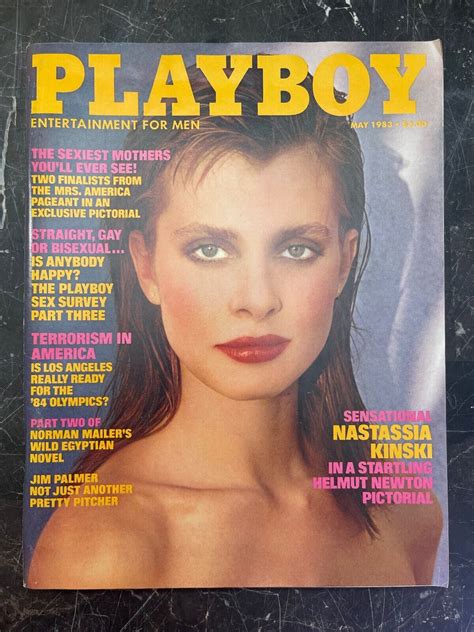 PLAYBOY
ENTERTAINMENT FOR MEN
MAY 1983 •
THE SEXIEST MOTHERS
YOU'LL EVER SEE!
TWO FINALISTS FROM
THE MRS. AMERICA
PAGEANT IN AN
EXCLUSIVE PICTORIAL
STRAIGHT, GAY
OR BISEXUAL...
IS ANYBODY
HAPPY?
THE PLAYBOY
SEX SURVEY
PART THREE
TERRORISM IN
AMERICA
IS LOS ANGELES
REALLY READY
FOR THE
'84 OLYMPICS?
PART TWO OF
NORMAN MAILER'S
WILD EGYPTIAN
NOVEL
JIM PALMER
NOT JUST ANOTHER
PRETTY PITCHER
SENSATIONAL
NASTASSIA
KINSKI
IN A STARTLING
HELMUT NEWTON
PICTORIAL